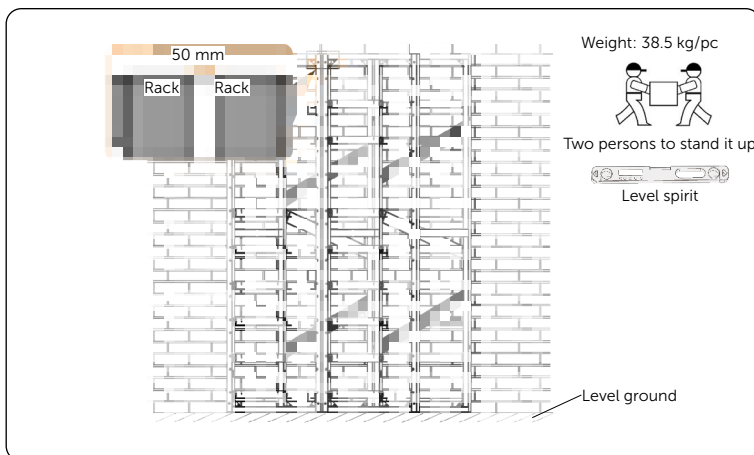 50 mm
Rack Rack
Weight: 38.5 kg/pc
Two persons to stand it up
Level spirit
Level ground